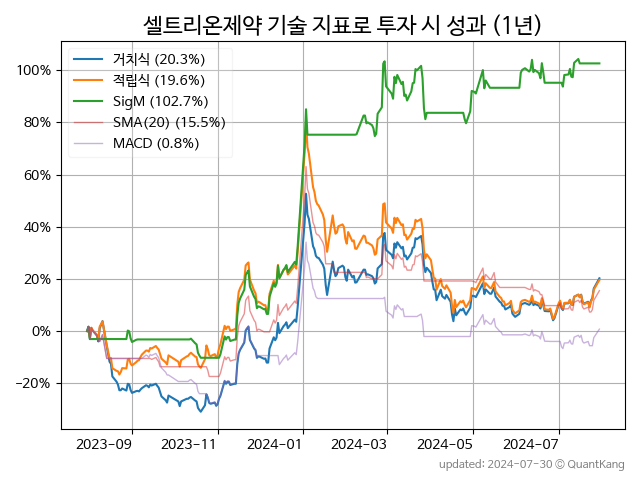 셀트리온제약 기술 지표로 투자 시 성과 (1년)
거치식 (20.3%)
적립식 (19.6%)
SigM (102.7%)
SMA(20) (15.5%)
MACD (0.8%)
100%
80%
60%
40%
20%
0%
−20%
2023−09 2023−11 2024−01 2024−03 2024−05 2024−07
updated: 2024-07-30 © QuantKang